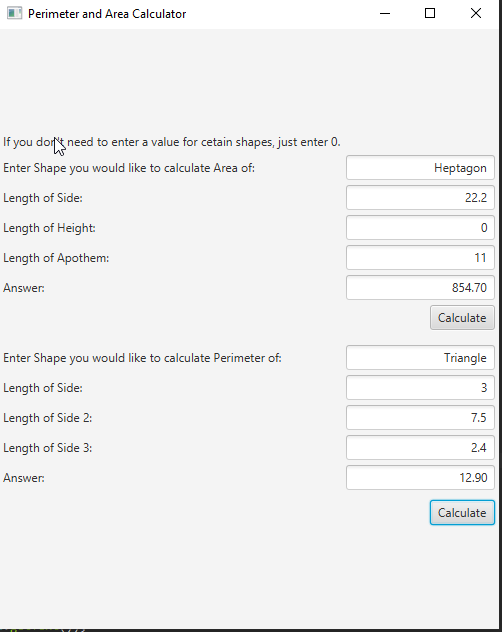 Perimeter and Area Calculator
If you don't need to enter a value for cetain shapes, just enter 0.
Enter Shape you would like to calculate Area of: Heptagon
Length of Side: 22.2
Length of Height: 0
Length of Apothem: 11
Answer: 854.70
Calculate
Enter Shape you would like to calculate Perimeter of: Triangle
Length of Side: 3
Length of Side 2: 7.5
Length of Side 3: 2.4
Answer: 12.90
Calculate